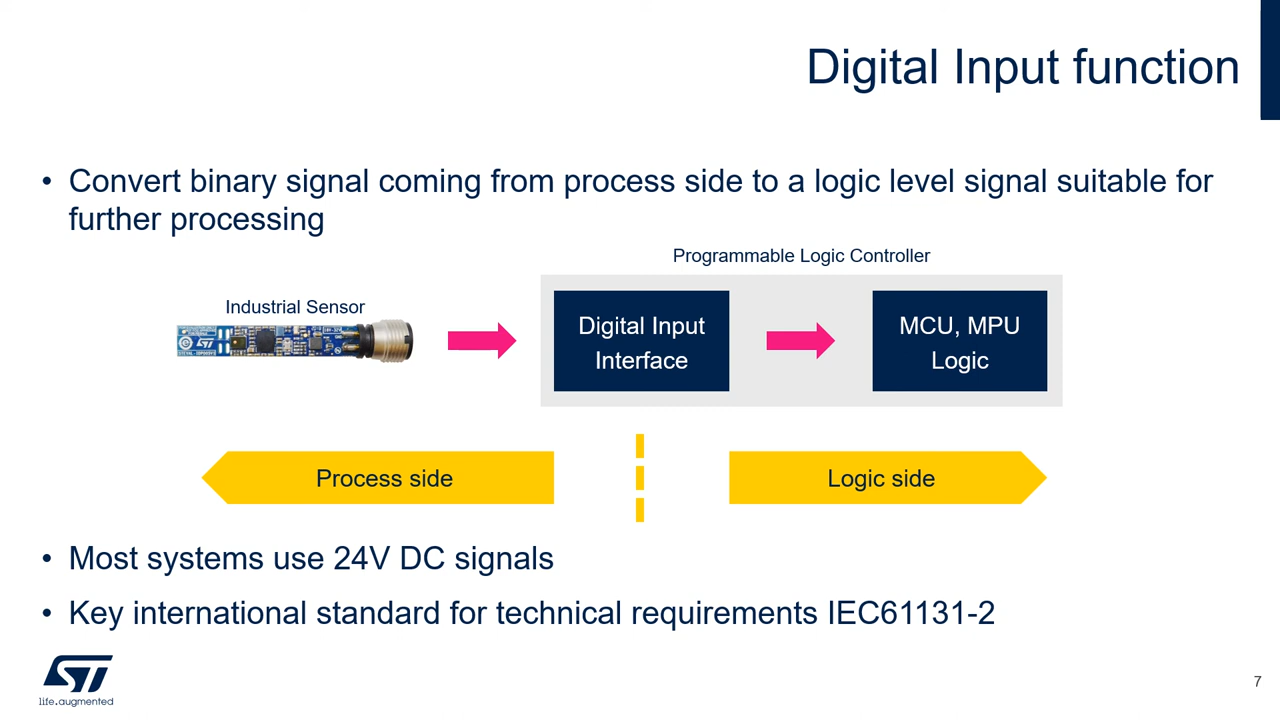 Digital Input function
• Convert binary signal coming from process side to a logic level signal suitable for
further processing
Programmable Logic Controller
Industrial Sensor
Digital Input
Interface
MCU, MPU
Logic
Process side
Logic side
• Most systems use 24V DC signals
• Key international standard for technical requirements IEC61131-2
ST
life.augmented
7